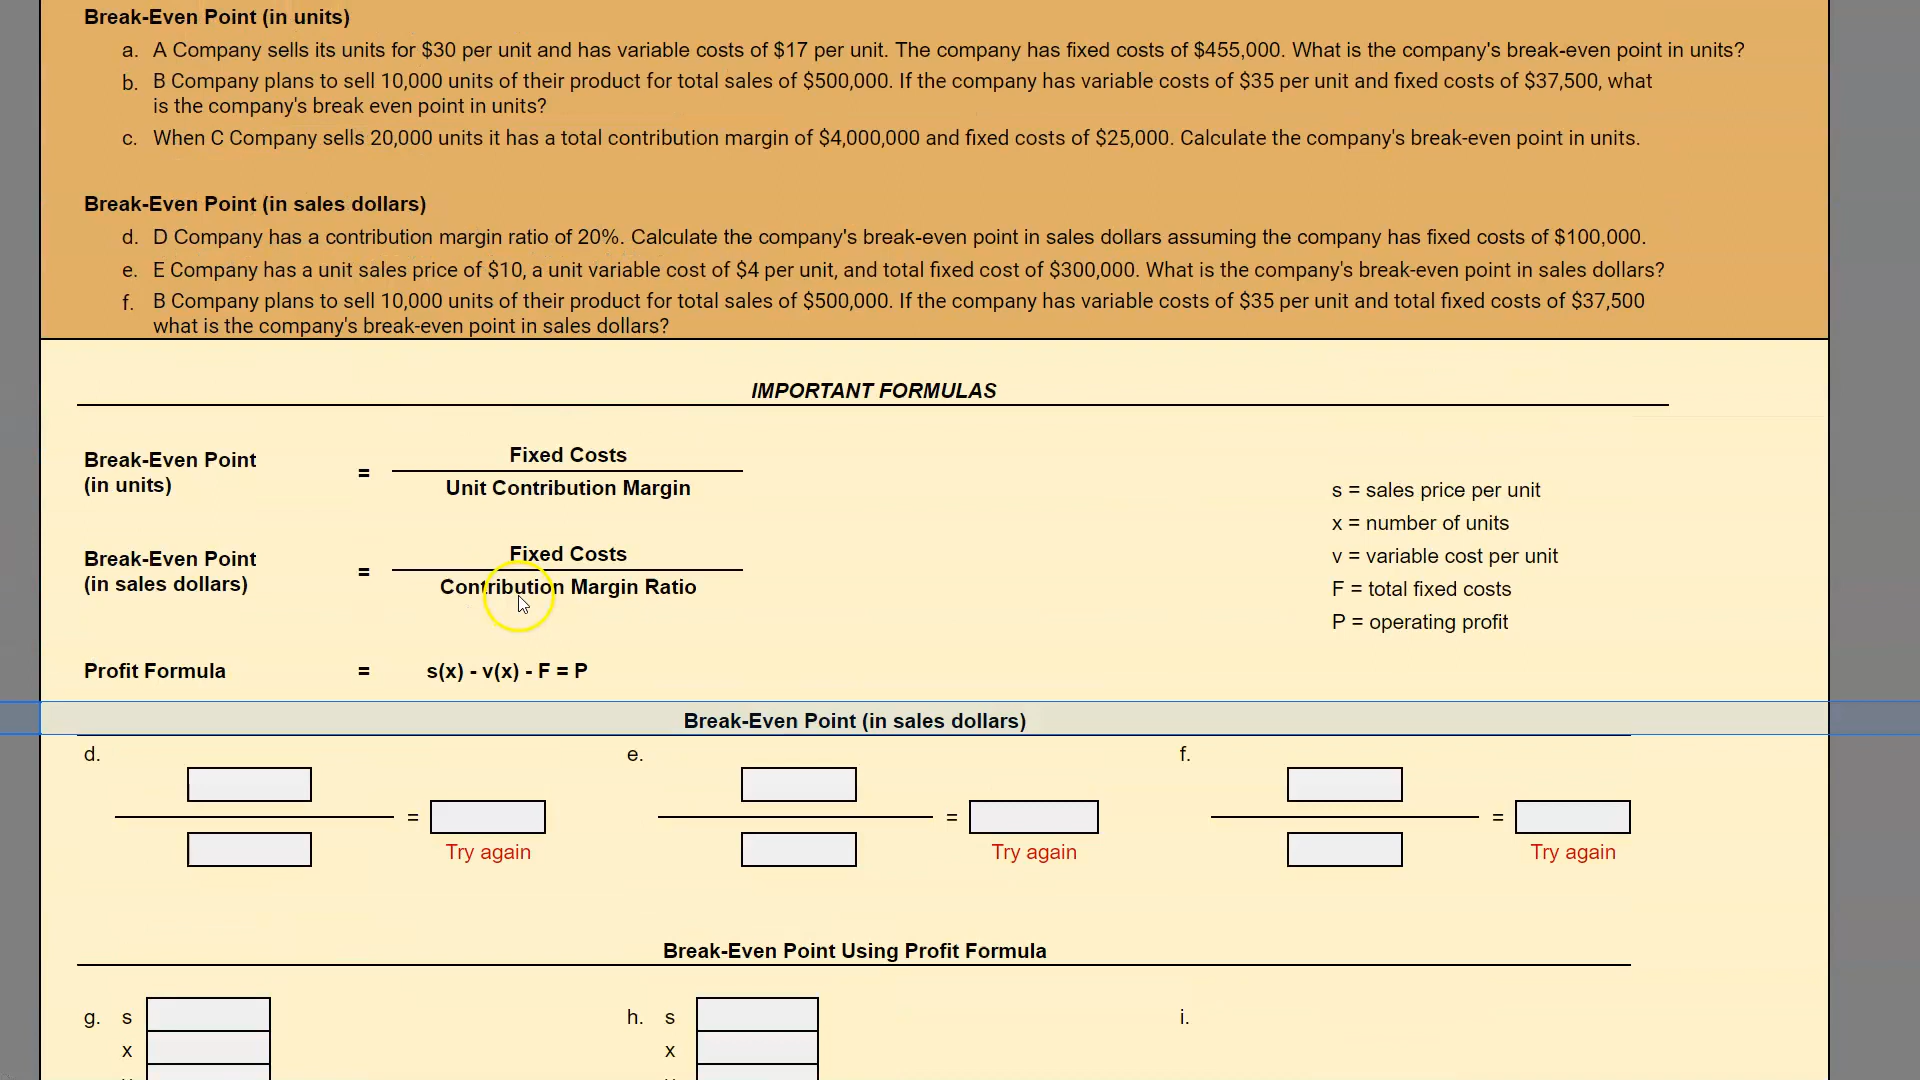 Break-Even Point (in units)
a. A Company sells its units for $30 per unit and has variable costs of $17 per unit. The company has fixed costs of $455,000. What is the company's break-even point in units?
b. B Company plans to sell 10,000 units of their product for total sales of $500,000. If the company has variable costs of $35 per unit and fixed costs of $37,500, what
is the company's break even point in units?
c. When C Company sells 20,000 units it has a total contribution margin of $4,000,000 and fixed costs of $25,000. Calculate the company's break-even point in units.
Break-Even Point (in sales dollars)
d. D Company has a contribution margin ratio of 20%. Calculate the company's break-even point in sales dollars assuming the company has fixed costs of $100,000.
e. E Company has a unit sales price of $10, a unit variable cost of $4 per unit, and total fixed cost of $300,000. What is the company's break-even point in sales dollars?
f. B Company plans to sell 10,000 units of their product for total sales of $500,000. If the company has variable costs of $35 per unit and total fixed costs of $37,500
what is the company's break-even point in sales dollars?
IMPORTANT FORMULAS
Break-Even Point
(in units)
=
Fixed Costs
Unit Contribution Margin
Break-Even Point
(in sales dollars)
=
Fixed Costs
Contribution Margin Ratio
Profit Formula = s(x) - v(x) - F = P
s = sales price per unit
x = number of units
v = variable cost per unit
F = total fixed costs
P = operating profit
Break-Even Point (in sales dollars)
d. e. f.
= = =
Try again Try again Try again
Break-Even Point Using Profit Formula
g. s h. s i.
x x